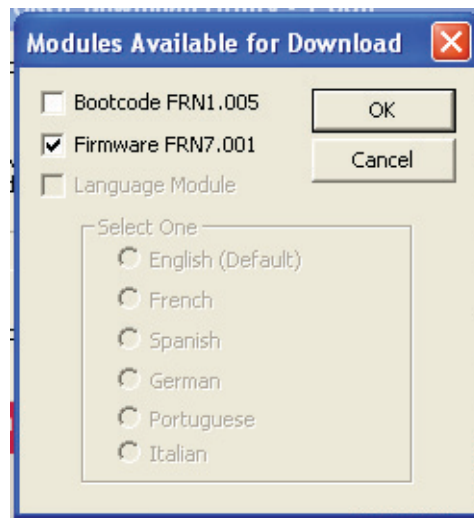 Modules Available for Download
Bootcode FRN1.005
OK
Firmware FRN7.001
Cancel
Language Module
Select One
English (Default)
French
Spanish
German
Portuguese
Italian